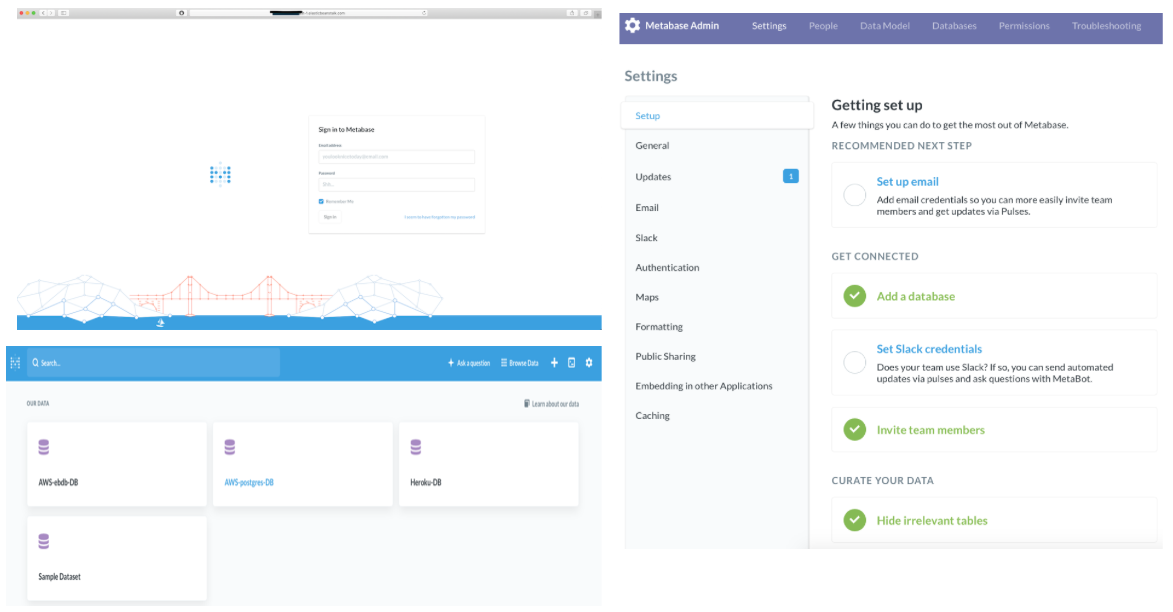 Sign in to Metabase
Email address
Password
Remember Me
Sign in
I seem to have forgotten my password
Search...
Ask a question
Browse Data
OUR DATA
Learn about our data
AWS-ebdb-DB
AWS-postgres-DB
Heroku-DB
Sample Dataset
Metabase Admin
Settings
People
Data Model
Databases
Permissions
Troubleshooting
Settings
Setup
General
Updates
1
Email
Slack
Authentication
Maps
Formatting
Public Sharing
Embedding in other Applications
Caching
Getting set up
A few things you can do to get the most out of Metabase.
RECOMMENDED NEXT STEP
Set up email
Add email credentials so you can more easily invite team
members and get updates via Pulses.
GET CONNECTED
Add a database
Set Slack credentials
Does your team use Slack? If so, you can send automated
updates via pulses and ask questions with MetaBot.
Invite team members
CURATE YOUR DATA
Hide irrelevant tables